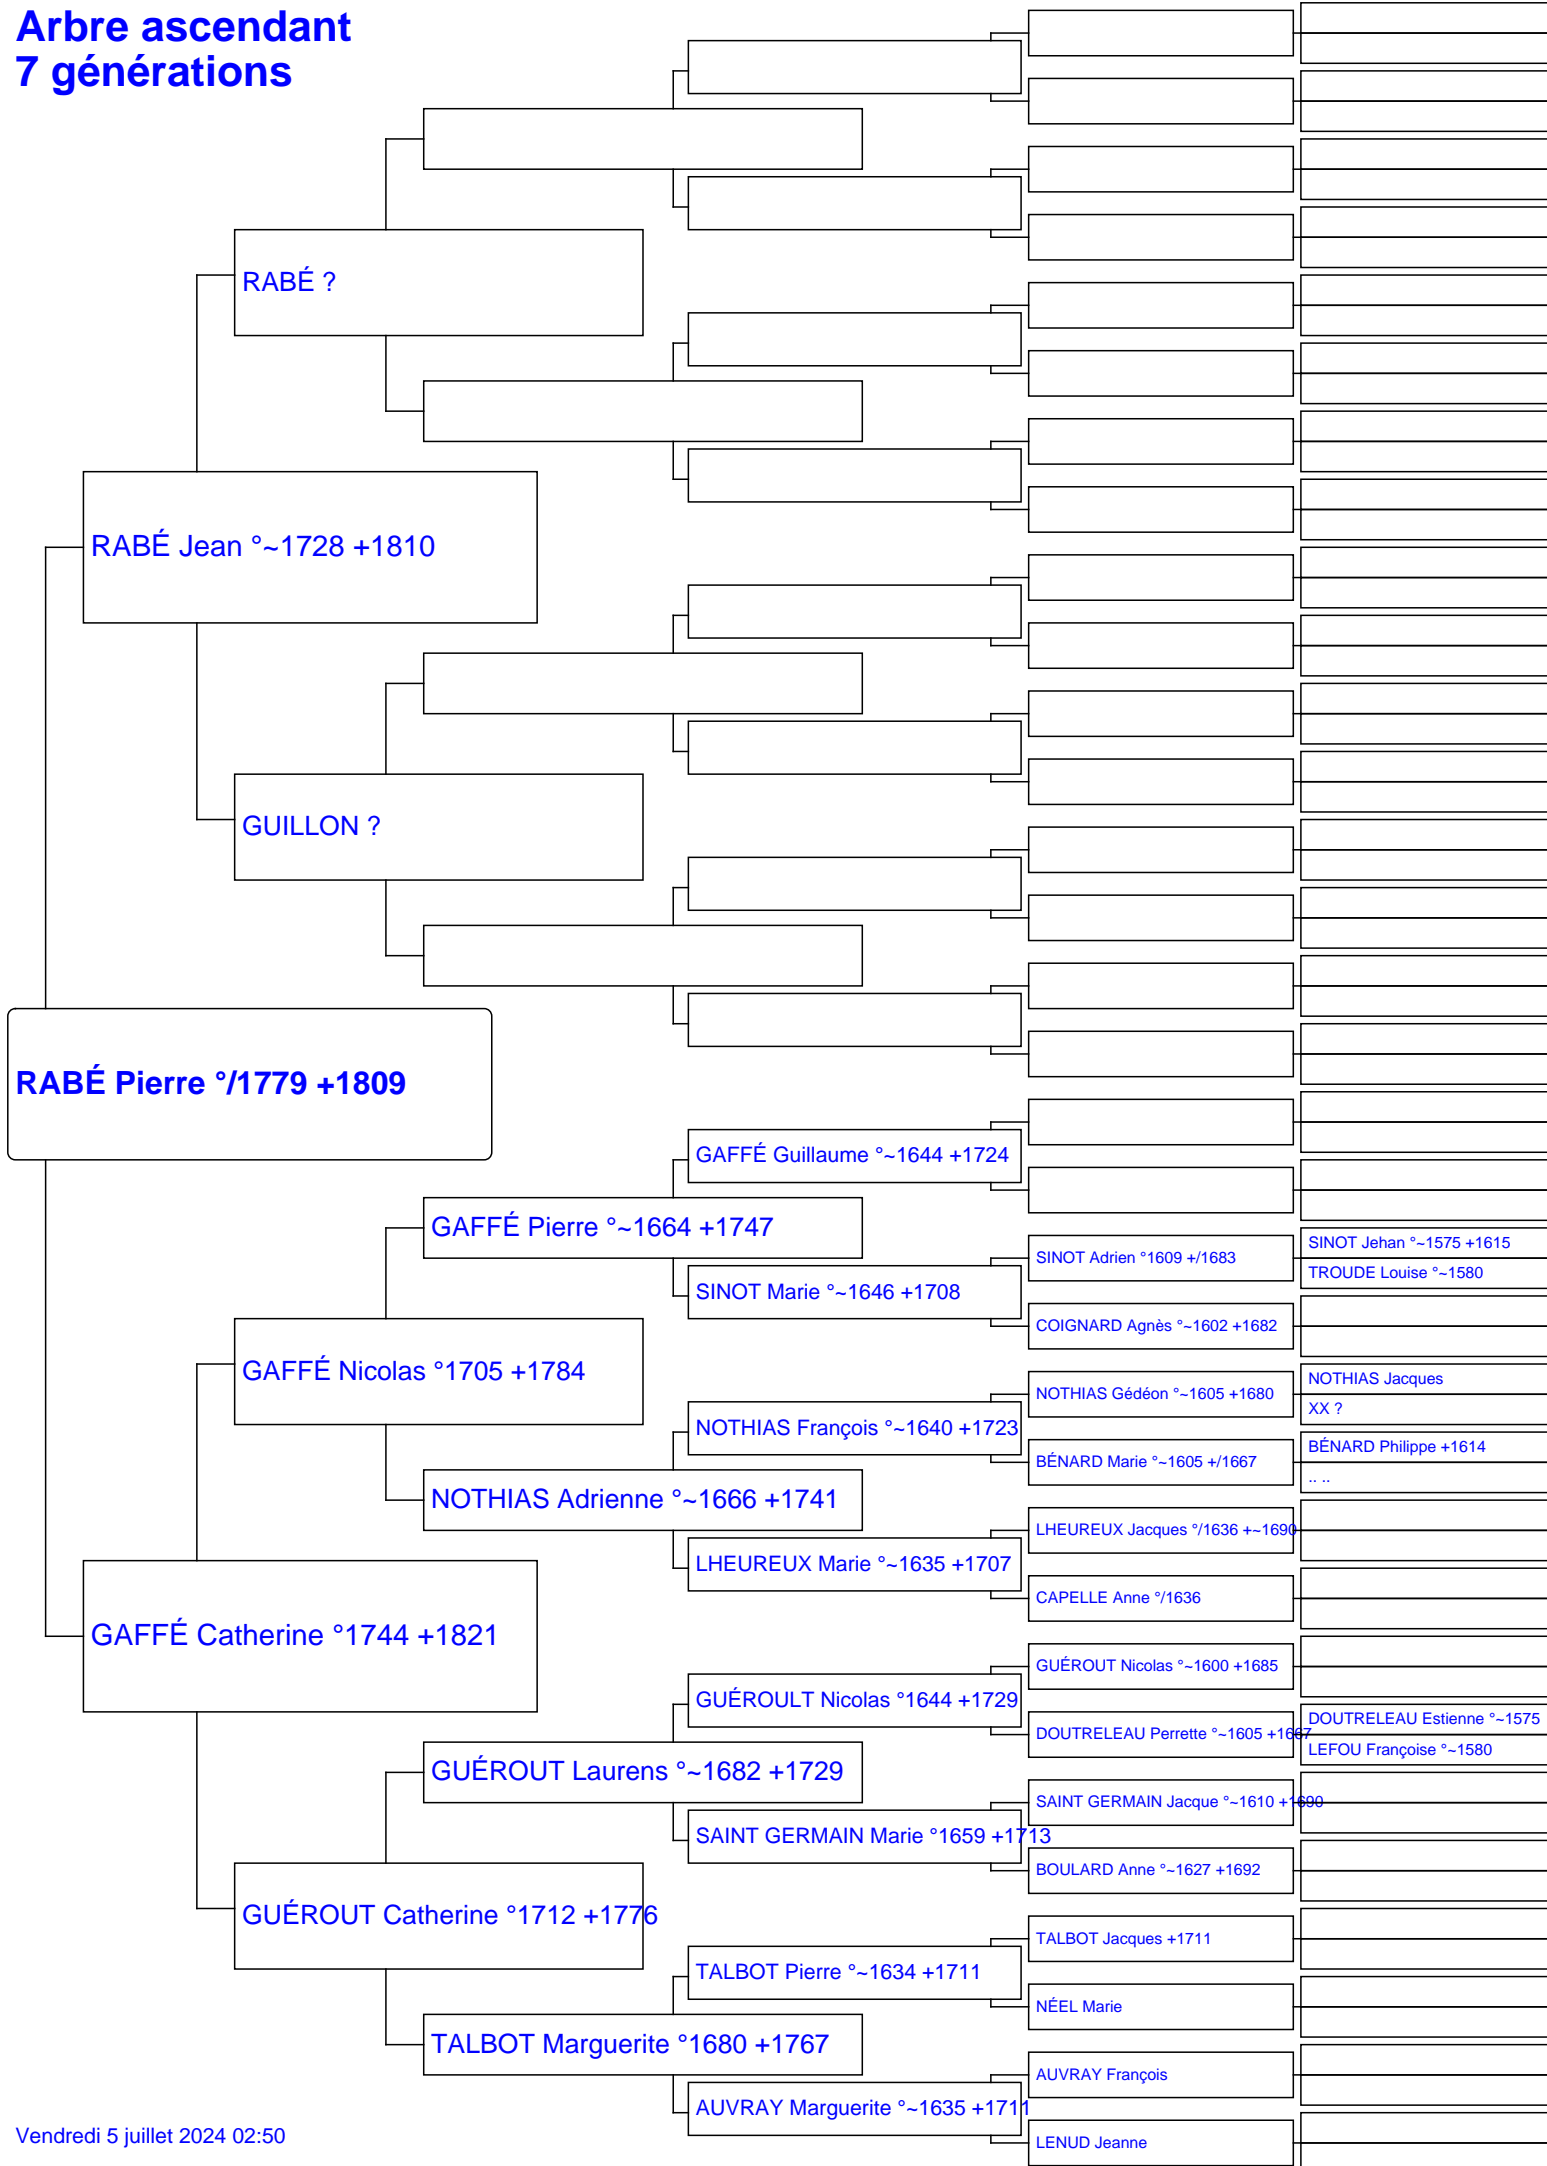 Arbre ascendant
7 générations
RABÉ ?
RABÉ Jean °~1728 +1810
GUILLON ?
RABÉ Pierre °/1779 +1809
GAFFÉ Guillaume °~1644 +1724
GAFFÉ Pierre °~1664 +1747
SINOT Jehan °~1575 +1615
SINOT Adrien °1609 +/1683
TROUDE Louise °~1580
SINOT Marie °~1646 +1708
COIGNARD Agnès °~1602 +1682
GAFFÉ Nicolas °1705 +1784
NOTHIAS Jacques
NOTHIAS Gédéon °~1605 +1680
XX ?
NOTHIAS François °~1640 +1723
BÉNARD Philippe +1614
BÉNARD Marie °~1605 +/1667
.. ..
NOTHIAS Adrienne °~1666 +1741
LHEUREUX Jacques °/1636 +~1690
LHEUREUX Marie °~1635 +1707
CAPELLE Anne °/1636
GAFFÉ Catherine °1744 +1821
GUÉROUT Nicolas °~1600 +1685
GUÉROULT Nicolas °1644 +1729
DOUTRELEAU Estienne °~1575
DOUTRELEAU Perrette °~1605 +1667
LEFOU Françoise °~1580
GUÉROUT Laurens °~1682 +1729
SAINT GERMAIN Jacque °~1610 +1690
SAINT GERMAIN Marie °1659 +1713
BOULARD Anne °~1627 +1692
GUÉROUT Catherine °1712 +1776
TALBOT Jacques +1711
TALBOT Pierre °~1634 +1711
NÉEL Marie
TALBOT Marguerite °1680 +1767
AUVRAY François
AUVRAY Marguerite °~1635 +1711
LENUD Jeanne
Vendredi 5 juillet 2024 02:50